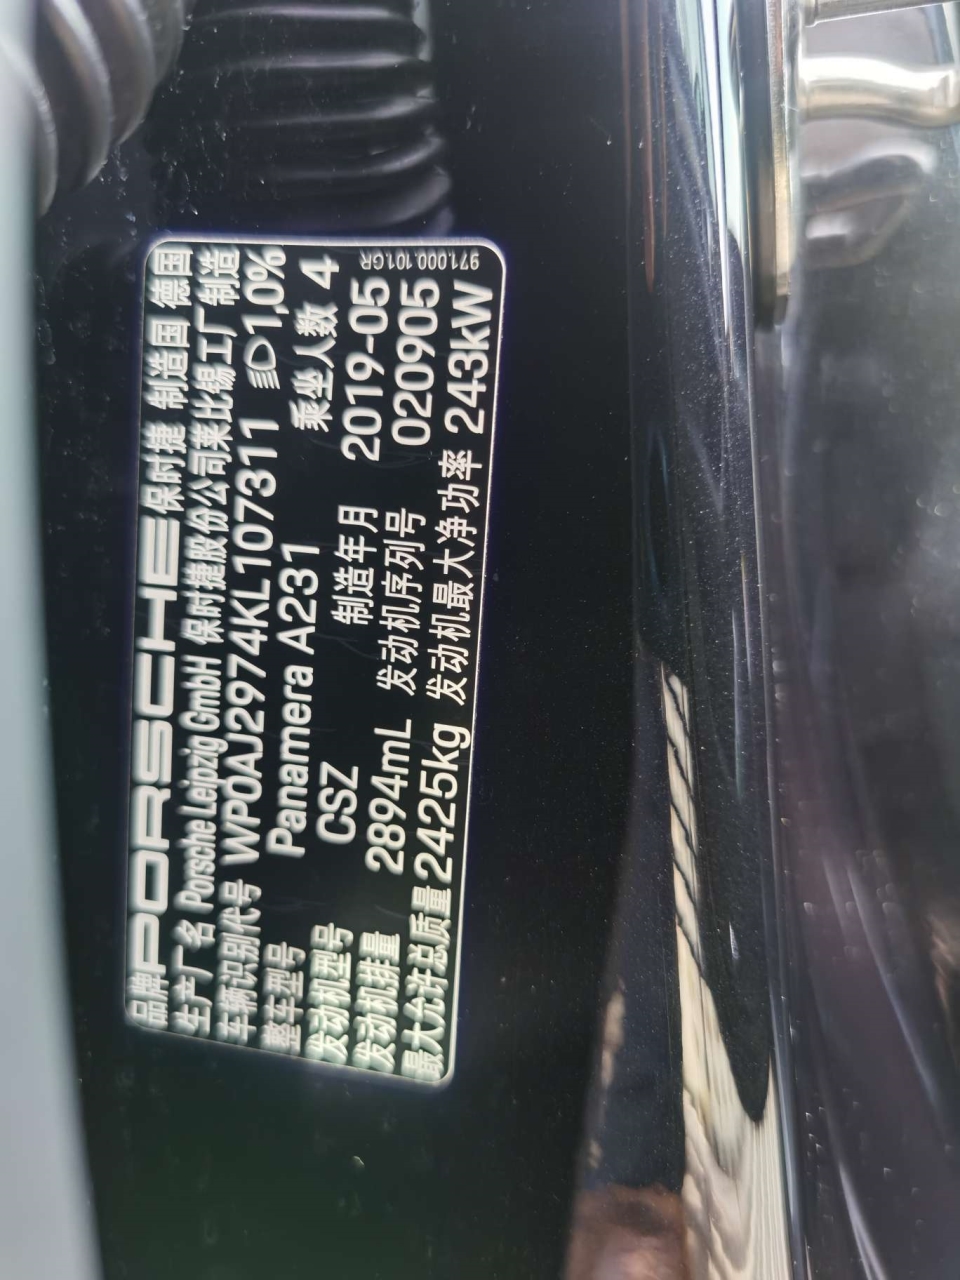 品牌 PORSCHE 保时捷 制造国 德国
生产厂名 Porsche Leipzig GmbH 保时捷股份公司莱比锡工厂制造
车辆识别代号 WP0AJ2974KL107311 1,0%
整车型号 Panamera A231 乘坐人数 4
发动机型号 CSZ 制造年月 2019-05
发动机排量 2894mL 发动机序列号 020905
最大允许总质量 2425kg 发动机最大净功率 243kW
971.000.101.GR